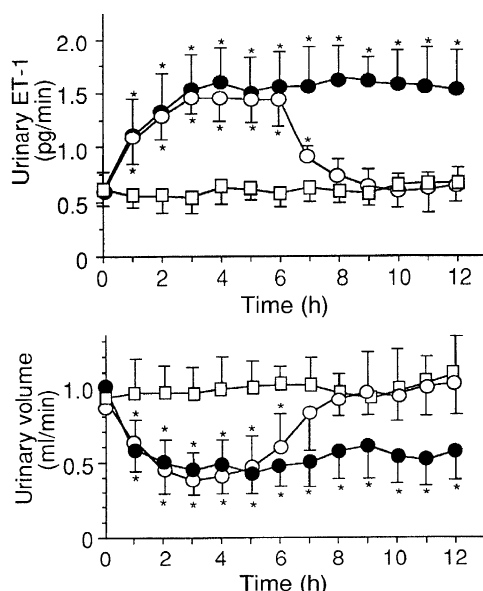 Urinary ET-1
(pg/min)
2.0
1.5
1.0
0.5
0
* * * * * * * * * * * *
* * * * * * *
0 2 4 6 8 10 12
Time (h)
Urinary volume
(ml/min)
1.0
0.5
0
*
* * * * * * * * * * * *
0 2 4 6 8 10 12
Time (h)